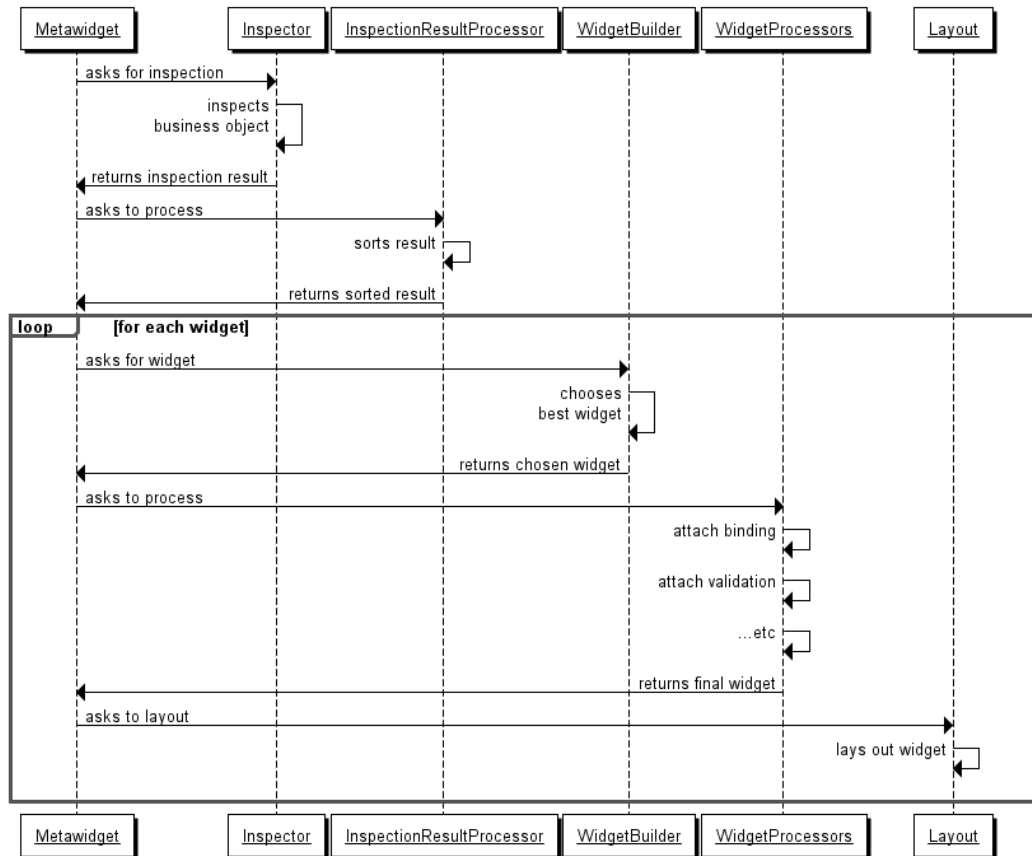 Metawidget
Inspector
InspectionResultProcessor
WidgetBuilder
WidgetProcessors
Layout
asks for inspection
inspects
business object
returns inspection result
asks to process
sorts result
returns sorted result
loop
[for each widget]
asks for widget
chooses
best widget
returns chosen widget
asks to process
attach binding
attach validation
...etc
returns final widget
asks to layout
lays out widget
Metawidget
Inspector
InspectionResultProcessor
WidgetBuilder
WidgetProcessors
Layout